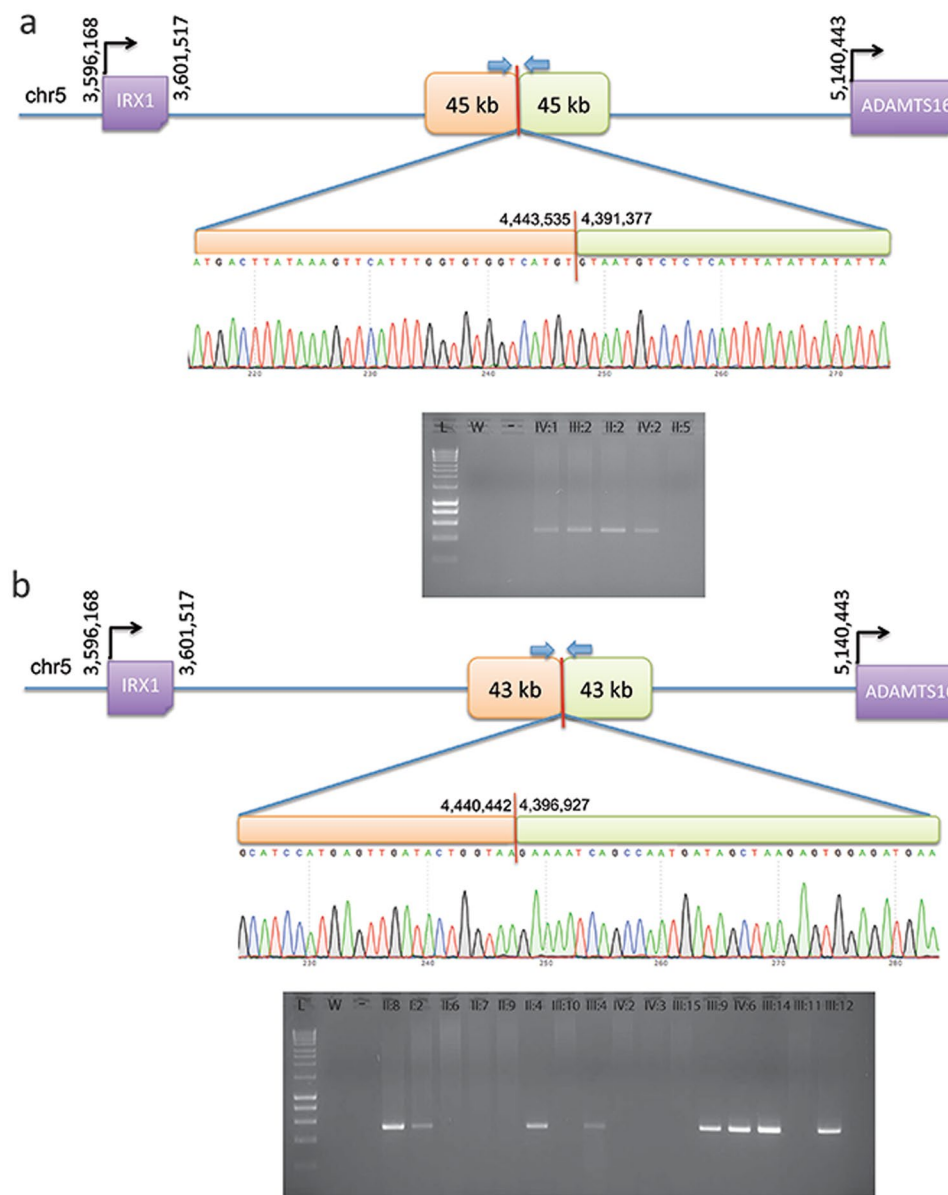 a
3,596,168
3,601,517
5,140,443
chr5
IRX1
45 kb
45 kb
ADAMTS16
4,443,535
4,391,377
ATGACTTATAAAGTTCATTTGGTGTGGTCATGTGTAATGTCTCTCATTTATATTATATTA
220 230 240 250 260 270
L W - IV:1 III:2 II:2 IV:2 II:5
b
3,596,168
3,601,517
5,140,443
chr5
IRX1
43 kb
43 kb
ADAMTS16
4,440,442
4,396,927
GCATCCATGAGTTGATACTGGTAAGAAAATCAGCCAATGATAGCTAAGAGTGGAGATGAA
230 240 250 260 270 280
L W - II:8 I:2 II:6 II:7 II:9 II:4 III:10 III:4 IV:2 IV:3 III:15 III:9 IV:6 III:14 III:11 III:12